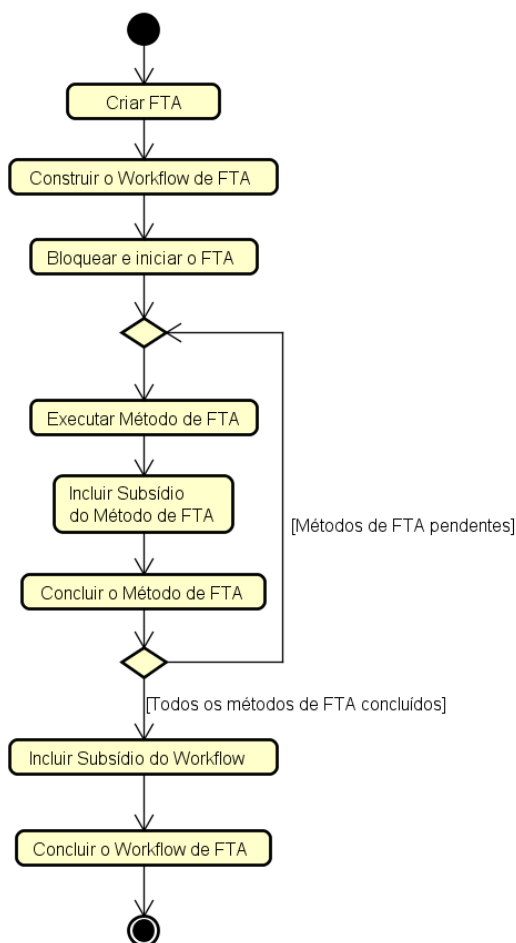 Criar FTA
Construir o Workflow de FTA
Bloquear e iniciar o FTA
Executar Método de FTA
Incluir Subsídio
do Método de FTA
[Métodos de FTA pendentes]
Concluir o Método de FTA
[Todos os métodos de FTA concluídos]
Incluir Subsídio do Workflow
Concluir o Workflow de FTA